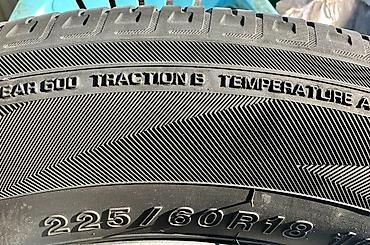 EAR 600 TRACTION B TEMPERATURE A
225/60R18